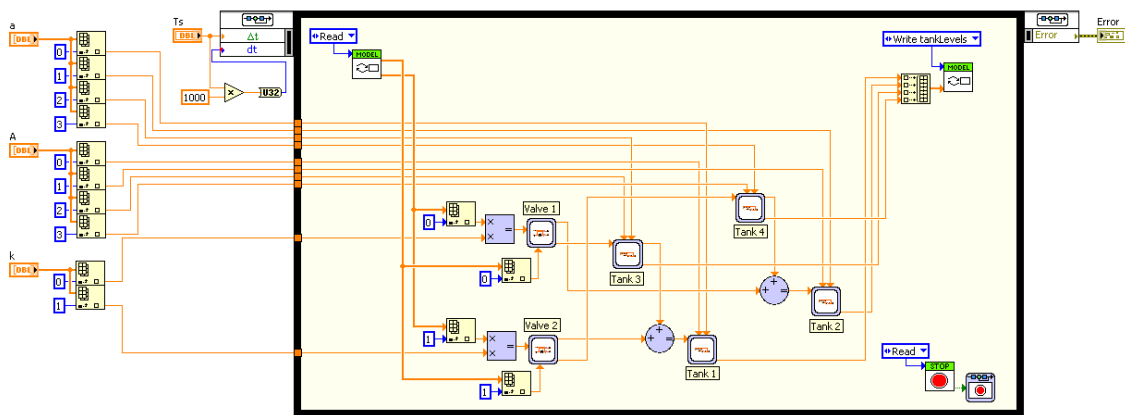 a
DBL
0
1
2
3
A
DBL
0
1
2
3
k
DBL
0
1
Ts
DBL
Δt
dt
1000
×
U32
Read
MODEL
Write tankLevels
MODEL
Error
Error
0
×
×
=
Valve 1
0
1
×
×
=
Valve 2
1
Tank 3
Tank 4
+
+
=
Tank 2
+
+
=
Tank 1
Read
STOP